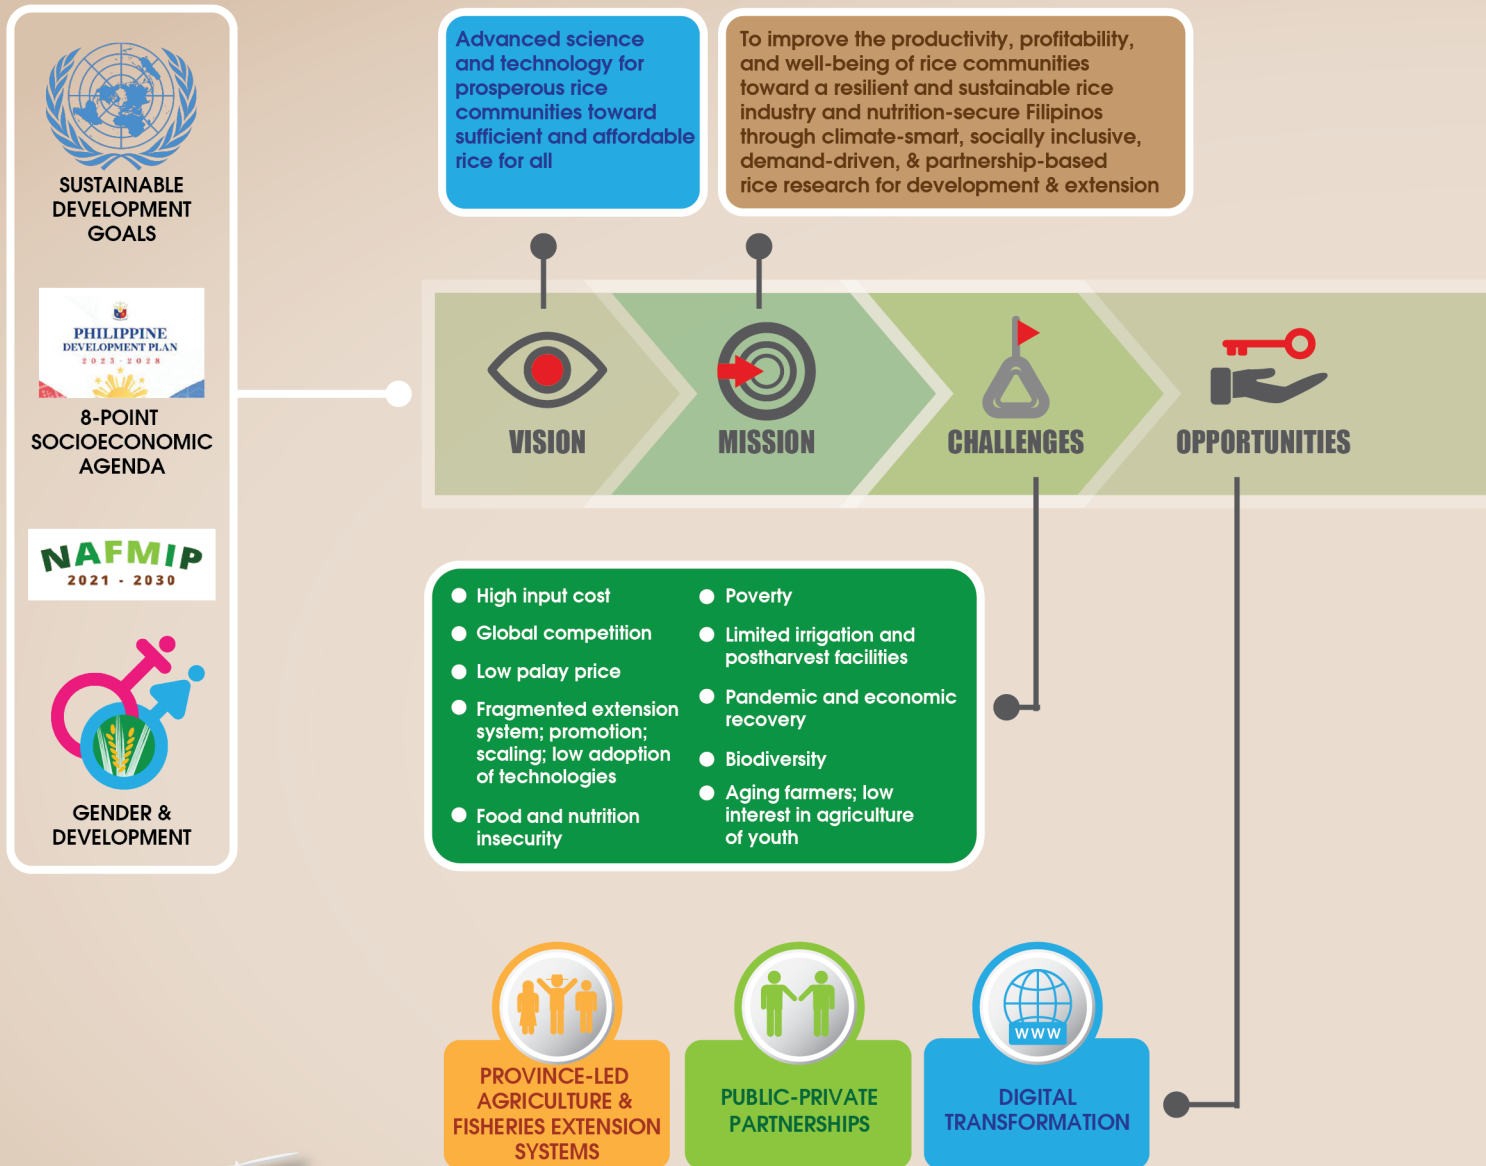 SUSTAINABLE
DEVELOPMENT
GOALS
PHILIPPINE
DEVELOPMENT PLAN
2023 - 2028
8-POINT
SOCIOECONOMIC
AGENDA
NAFMIP
2021 - 2030
GENDER &
DEVELOPMENT
Advanced science
and technology for
prosperous rice
communities toward
sufficient and affordable
rice for all
To improve the productivity, profitability,
and well-being of rice communities
toward a resilient and sustainable rice
industry and nutrition-secure Filipinos
through climate-smart, socially inclusive,
demand-driven, & partnership-based
rice research for development & extension
VISION
MISSION
CHALLENGES
OPPORTUNITIES
High input cost
Global competition
Low palay price
Fragmented extension
system; promotion;
scaling; low adoption
of technologies
Food and nutrition
insecurity
Poverty
Limited irrigation and
postharvest facilities
Pandemic and economic
recovery
Biodiversity
Aging farmers; low
interest in agriculture
of youth
PROVINCE-LED
AGRICULTURE &
FISHERIES EXTENSION
SYSTEMS
PUBLIC-PRIVATE
PARTNERSHIPS
WWW
DIGITAL
TRANSFORMATION